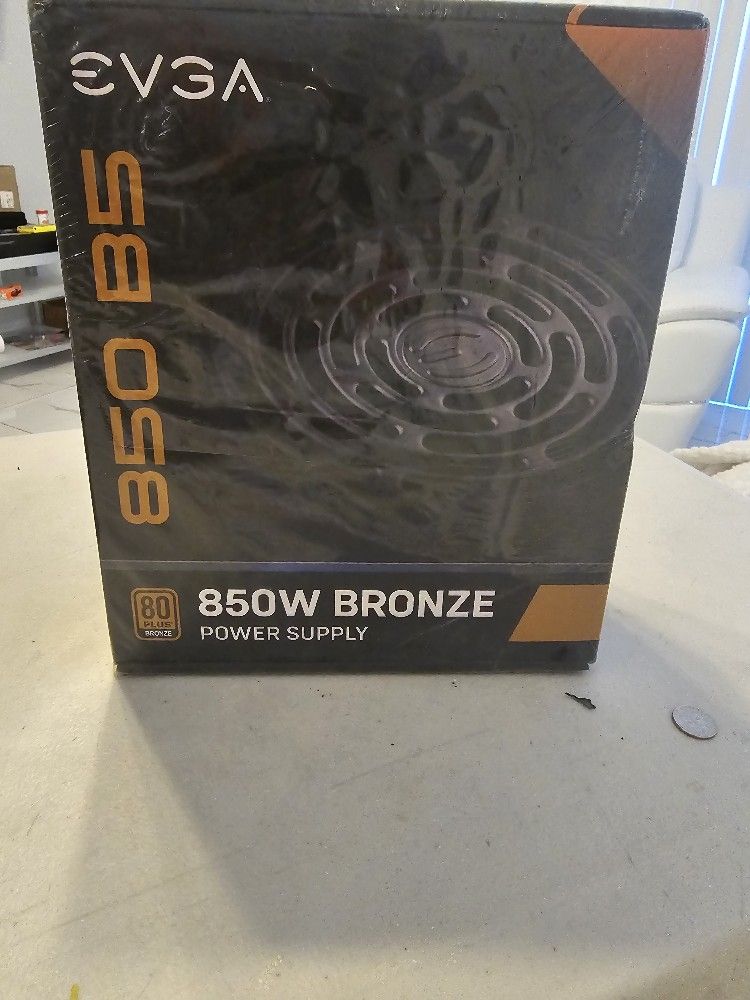 EVGA
850 B5
80
PLUS
BRONZE
850W BRONZE
POWER SUPPLY